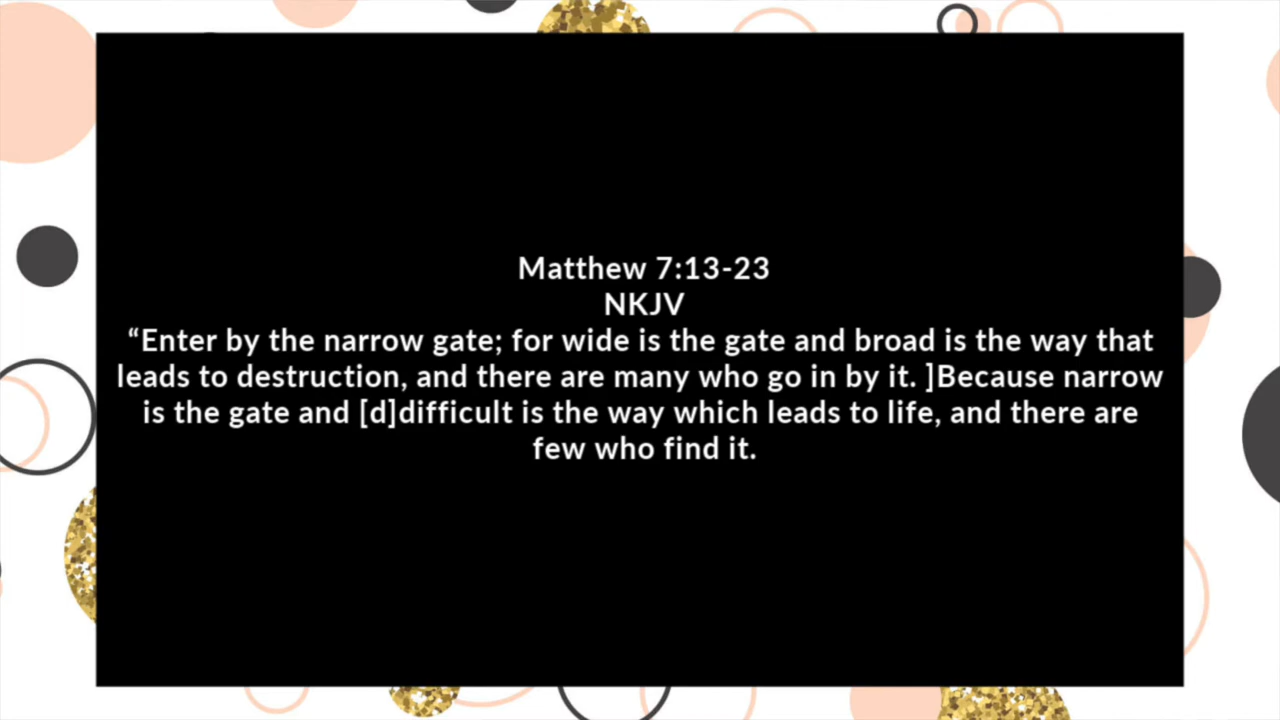 Matthew 7:13-23
NKJV
“Enter by the narrow gate; for wide is the gate and broad is the way that
leads to destruction, and there are many who go in by it. ]Because narrow
is the gate and [d]difficult is the way which leads to life, and there are
few who find it.